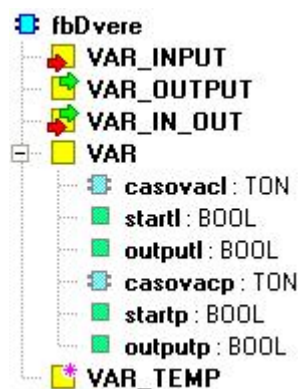 fbDvere
VAR_INPUT
VAR_OUTPUT
VAR_IN_OUT
VAR
casovacl : TON
startl : BOOL
outputl : BOOL
casovacp : TON
startp : BOOL
outputp : BOOL
VAR_TEMP